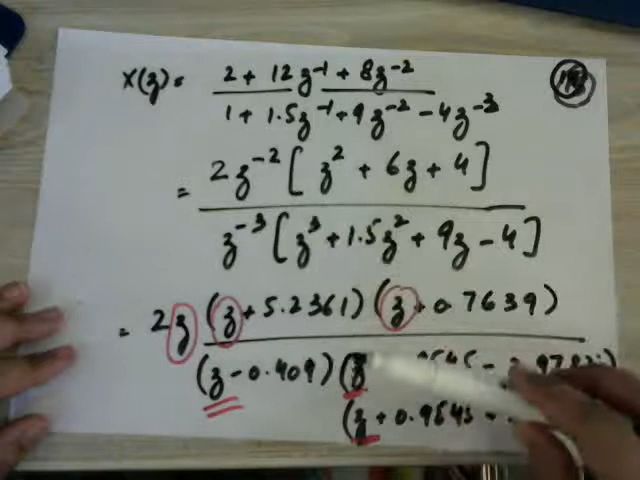 X(z) = 2 + 12z⁻¹ + 8z⁻²
1 + 1.5z⁻¹ + 9z⁻² - 4z⁻³
= 2z⁻² [z² + 6z + 4]
z⁻³ [z³ + 1.5z² + 9z - 4]
= 2z (z + 5.2361) (z + 0.7639)
(z - 0.409) (z
(z + 0.9545